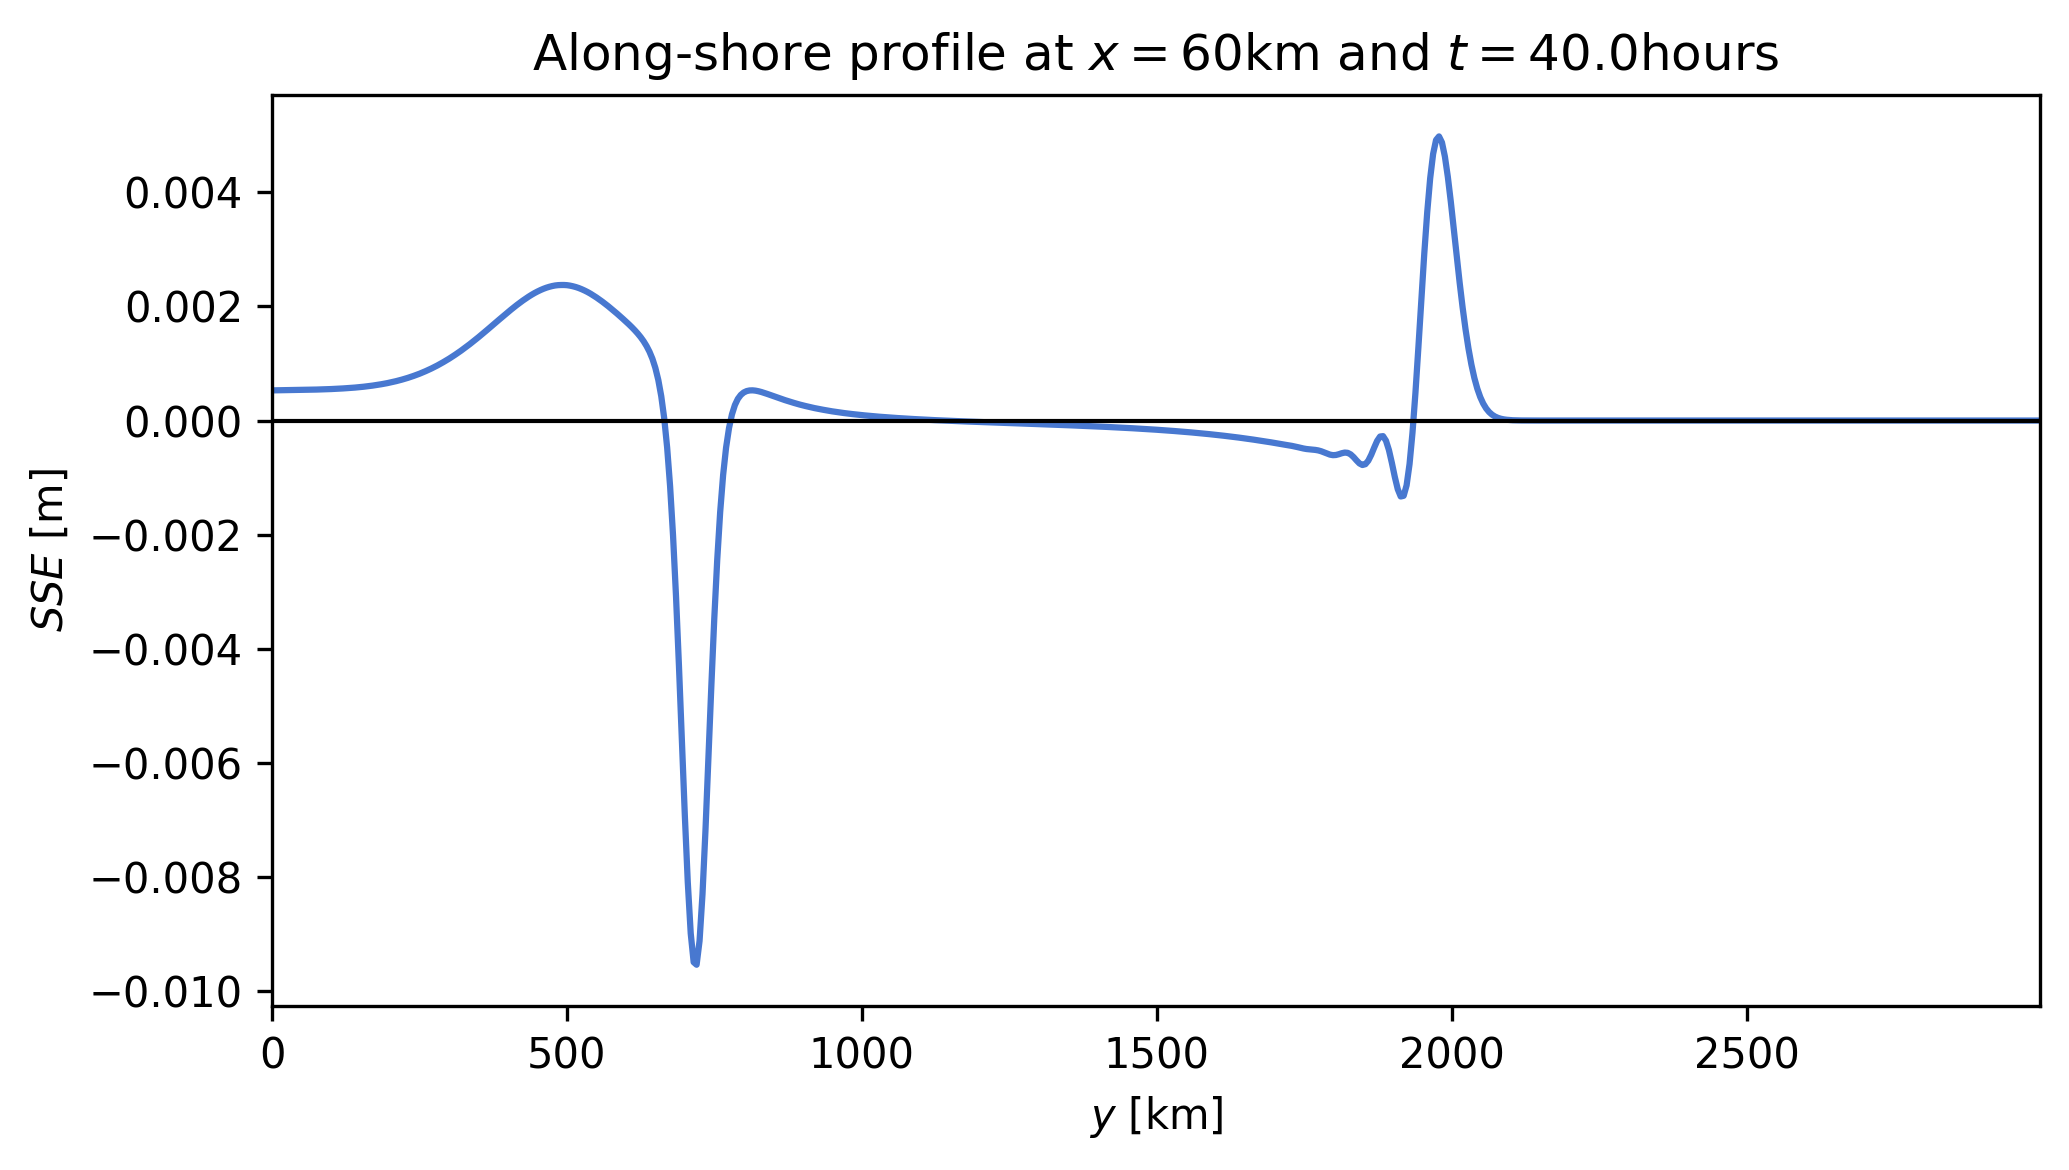 Along-shore profile at x = 60km and t = 40.0hours
SSE [m]
0.004
0.002
0.000
−0.002
−0.004
−0.006
−0.008
−0.010
0 500 1000 1500 2000 2500
y [km]